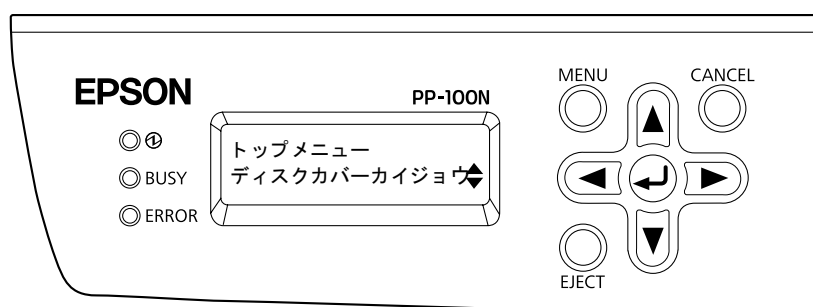 EPSON
PP-100N
MENU
CANCEL
トップメニュー
ディスクカバーカイジョウ
BUSY
ERROR
EJECT